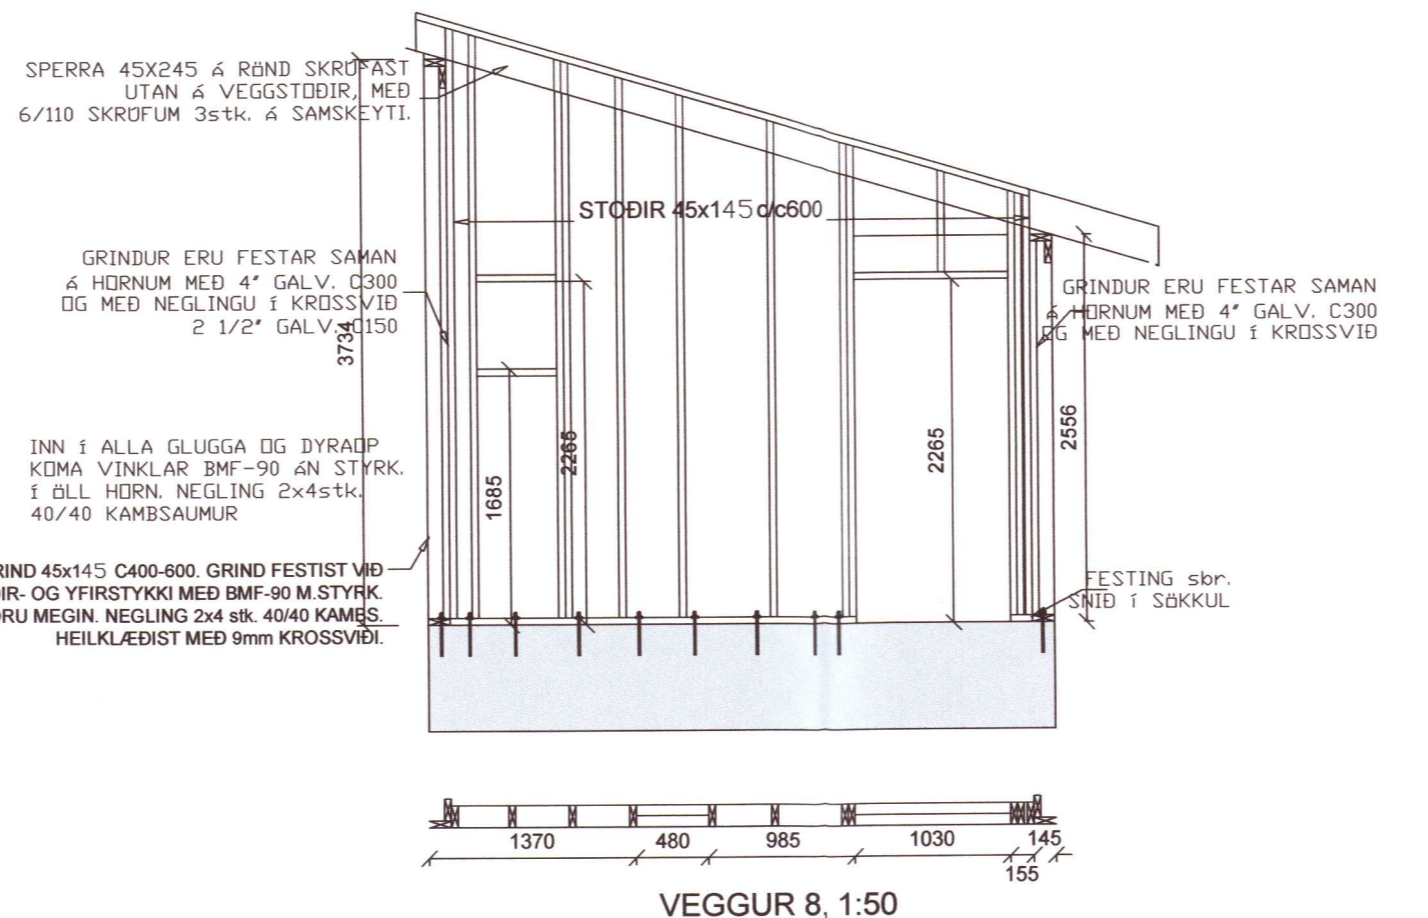 SPERRA 45X245 á RöND SKRúFAST
UTAN á VEGGSTOÐIR, MEÐ
6/110 SKRúFUM 3stk. á SAMSKEYTI.
STOÐIR 45x145 c/c600
GRINDUR ERU FESTAR SAMAN
á HORNUM MEÐ 4" GALV. C300
OG MEÐ NEGLINGU í KROSSVIÐ
2 1/2" GALV. C150
3734
GRINDUR ERU FESTAR SAMAN
á HORNUM MEÐ 4" GALV. C300
OG MEÐ NEGLINGU í KROSSVIÐ
INN í ALLA GLUGGA OG DYRAOP
KOMA VINKLAR BMF-90 áN STYRK.
í öLL HORN. NEGLING 2x4stk.
40/40 KAMBSAUMUR
1685
2265
2265
2556
RIND 45x145 C400-600. GRIND FESTIST VIÐ
IR- OG YFIRSTYKKI MEÐ BMF-90 M.STYRK.
RU MEGIN. NEGLING 2x4 stk. 40/40 KAMBS.
HEILKLÆÐIST MEÐ 9mm KROSSVIÐI.
FESTING sbr.
SNIÐ í SöKKUL
1370 480 985 1030 145
155
VEGGUR 8, 1:50